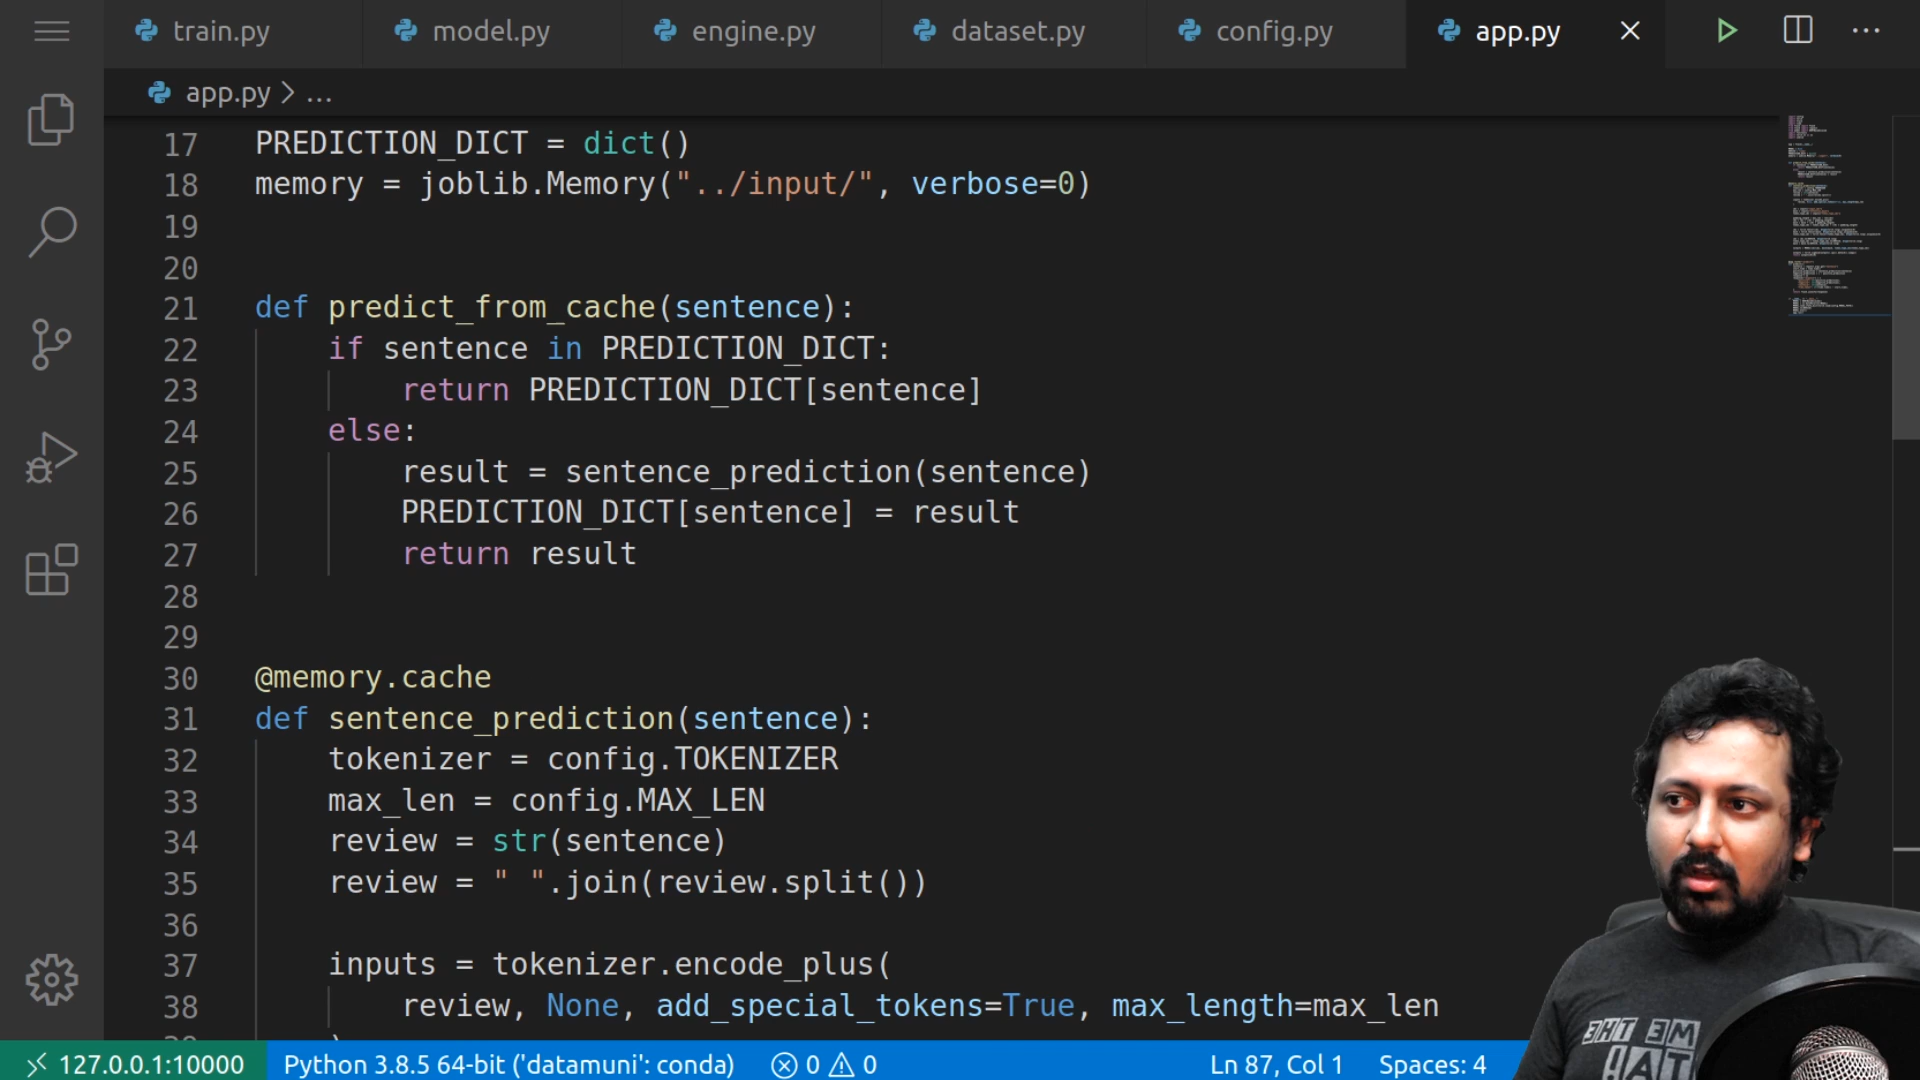 train.py
model.py
engine.py
dataset.py
config.py
app.py
app.py > ...
17 PREDICTION_DICT = dict()
18 memory = joblib.Memory("../input/", verbose=0)
19
20
21 def predict_from_cache(sentence):
22 if sentence in PREDICTION_DICT:
23 return PREDICTION_DICT[sentence]
24 else:
25 result = sentence_prediction(sentence)
26 PREDICTION_DICT[sentence] = result
27 return result
28
29
30 @memory.cache
31 def sentence_prediction(sentence):
32 tokenizer = config.TOKENIZER
33 max_len = config.MAX_LEN
34 review = str(sentence)
35 review = " ".join(review.split())
36
37 inputs = tokenizer.encode_plus(
38 review, None, add_special_tokens=True, max_length=max_len
127.0.0.1:10000 Python 3.8.5 64-bit ('datamuni': conda) 0 0 Ln 87, Col 1 Spaces: 4